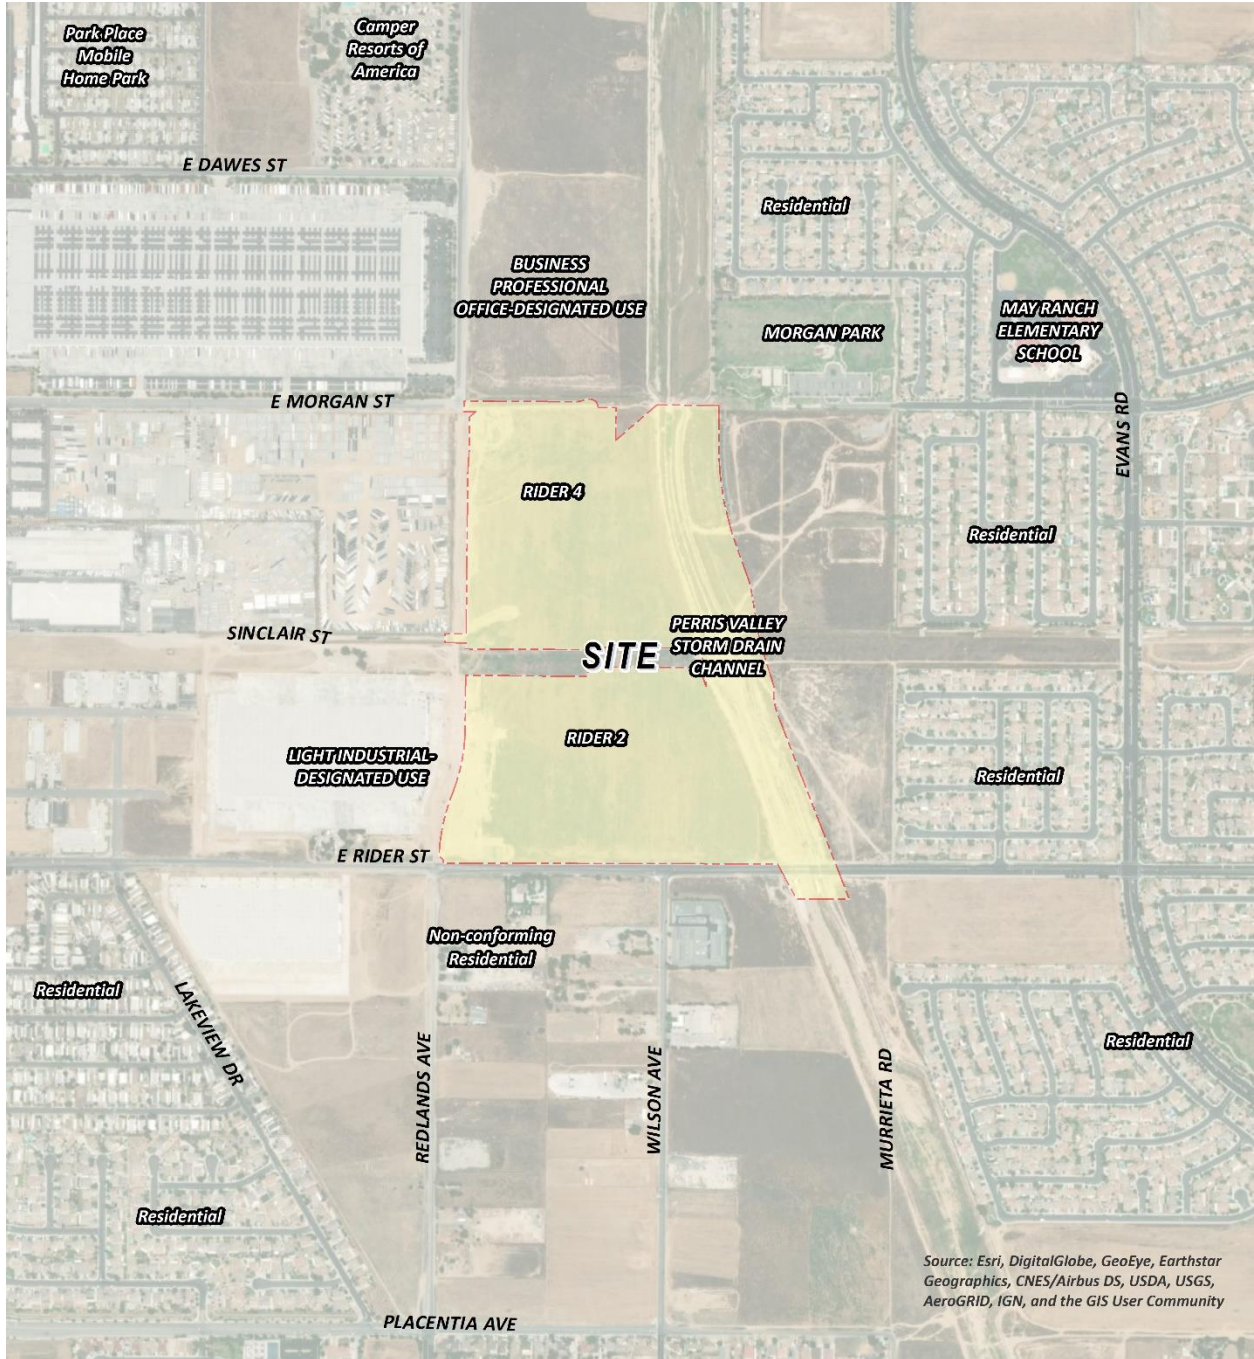 Park Place
Mobile
Home Park
Camper
Resorts of
America
E DAWES ST
Residential
BUSINESS
PROFESSIONAL
OFFICE-DESIGNATED USE
MORGAN PARK
MAY RANCH
ELEMENTARY
SCHOOL
E MORGAN ST
EVANS RD
RIDER 4
Residential
SINCLAIR ST
SITE
PERRIS VALLEY
STORM DRAIN
CHANNEL
RIDER 2
LIGHT INDUSTRIAL-
DESIGNATED USE
Residential
E RIDER ST
Non-conforming
Residential
Residential
LAKEVIEW DR
REDLANDS AVE
WILSON AVE
MURRIETA RD
Residential
Residential
Source: Esri, DigitalGlobe, GeoEye, Earthstar
Geographics, CNES/Airbus DS, USDA, USGS,
AeroGRID, IGN, and the GIS User Community
PLACENTIA AVE